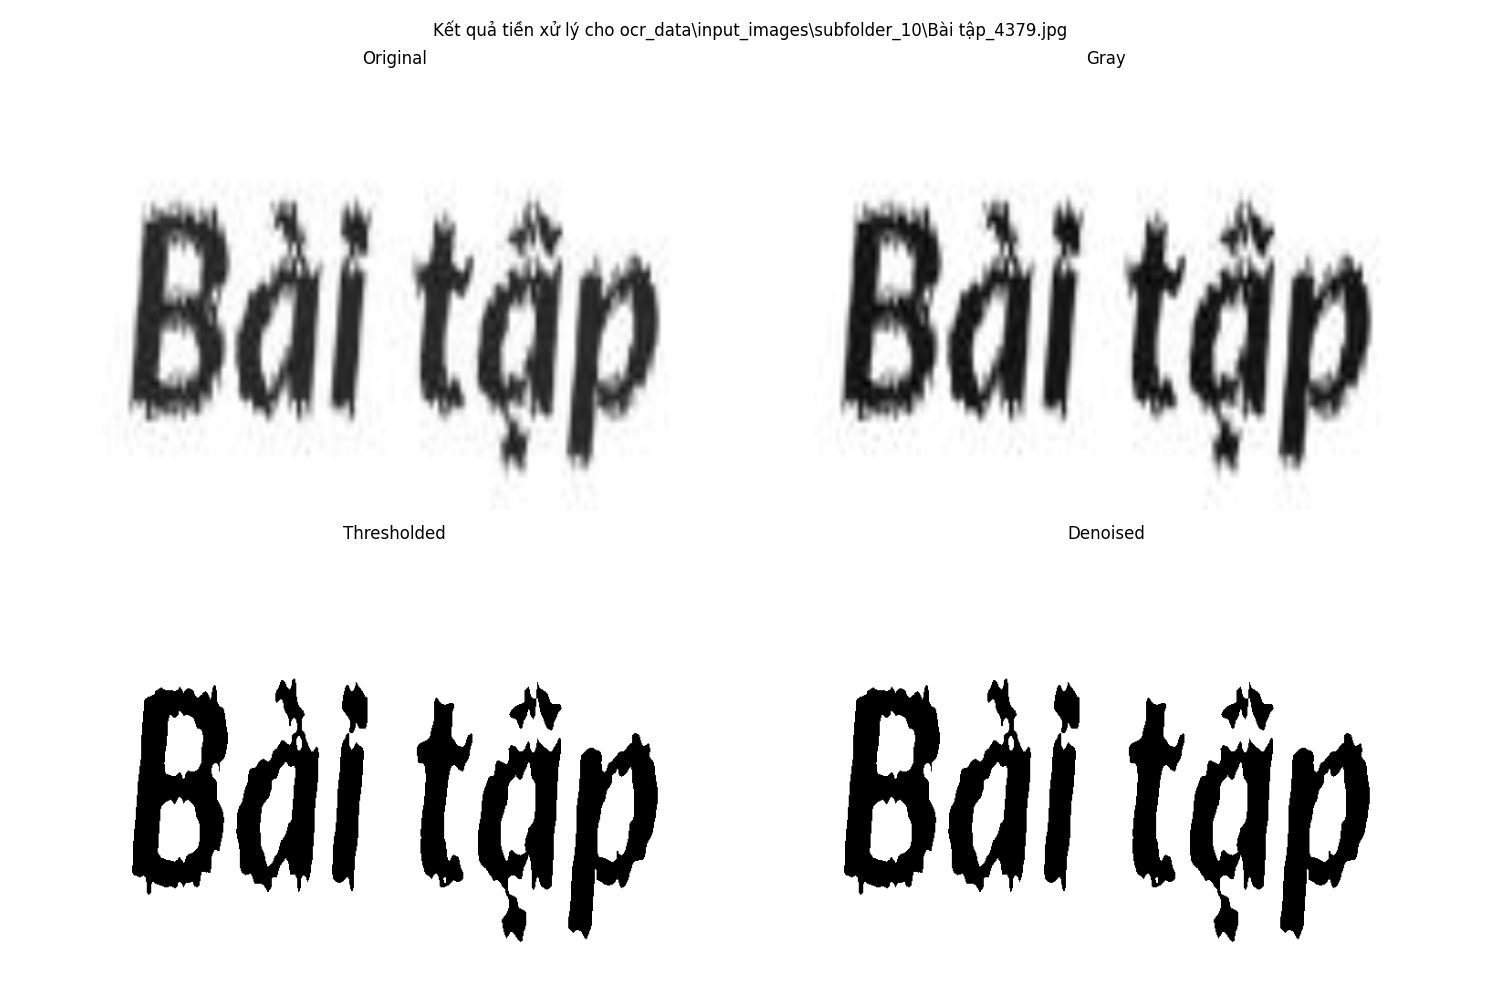 Kết quả tiền xử lý cho ocr_data\input_images\subfolder_10\Bài tập_4379.jpg
Original
Gray
Bài tập
Bài tập
Thresholded
Denoised
Bài tập
Bài tập